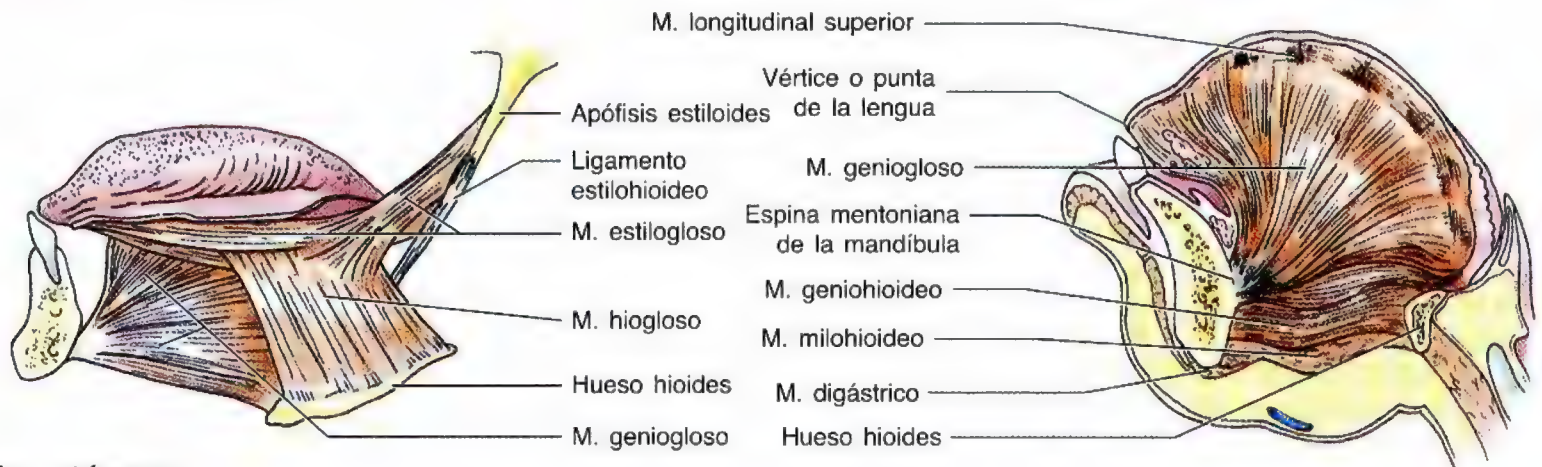 M. longitudinal superior
Vértice o punta
de la lengua
Apófisis estiloides
Ligamento
estilohioideo
M. geniogloso
M. estilogloso
Espina mentoniana
de la mandíbula
M. geniohioideo
M. hiogloso
M. milohioideo
Hueso hioides
M. digástrico
M. geniogloso
Hueso hioides